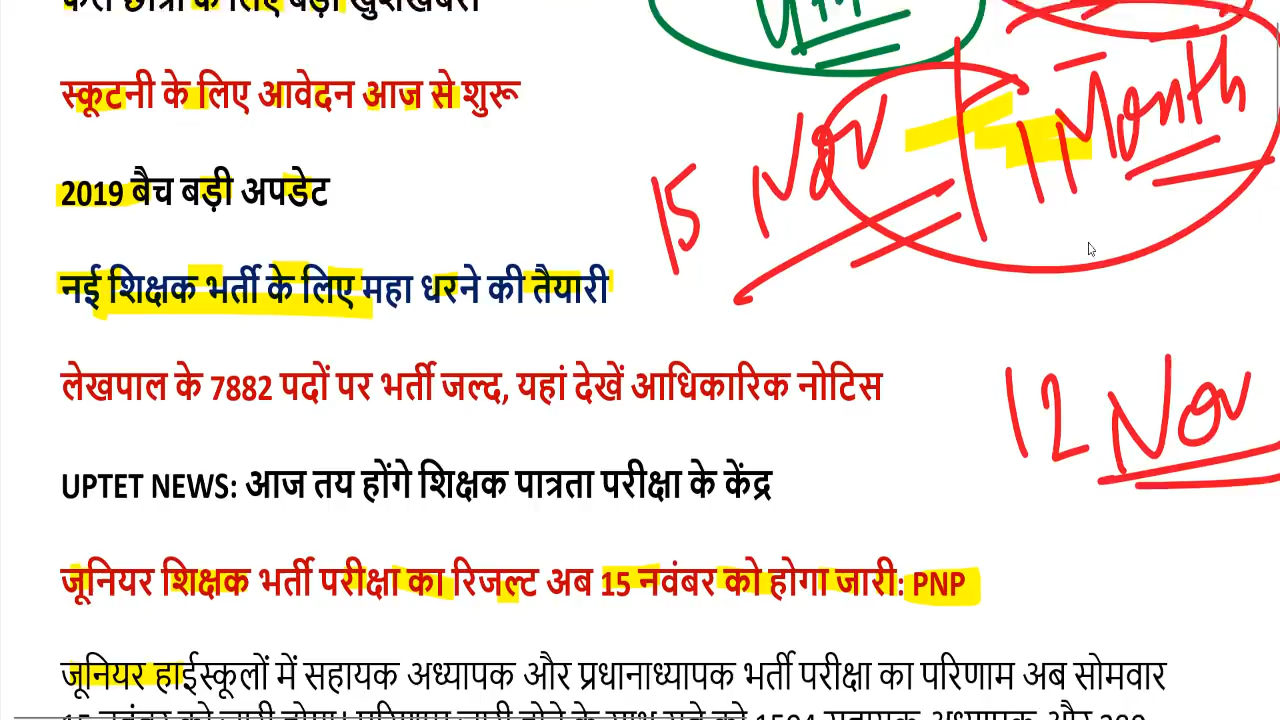 के लिए बड़ी खुशखबरी
स्कूटनी के लिए आवेदन आज से शुरू
15 Nov
1 Month
2019 बैच बड़ी अपडेट
नई शिक्षक भर्ती के लिए महा धरने की तैयारी
लेखपाल के 7882 पदों पर भर्ती जल्द, यहां देखें आधिकारिक नोटिस
12 Nov
UPTET NEWS: आज तय होंगे शिक्षक पात्रता परीक्षा के केंद्र
जूनियर शिक्षक भर्ती परीक्षा का रिजल्ट अब 15 नवंबर को होगा जारी: PNP
जूनियर हाईस्कूलों में सहायक अध्यापक और प्रधानाध्यापक भर्ती परीक्षा का परिणाम अब सोमवार